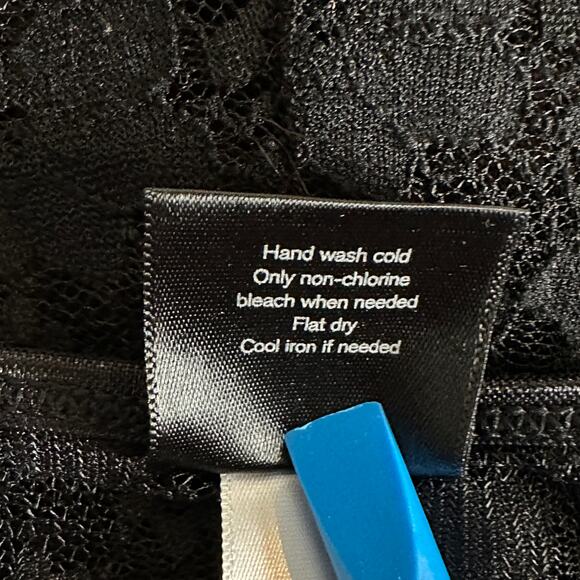 Hand wash cold
Only non-chlorine
bleach when needed
Flat dry
Cool iron if needed